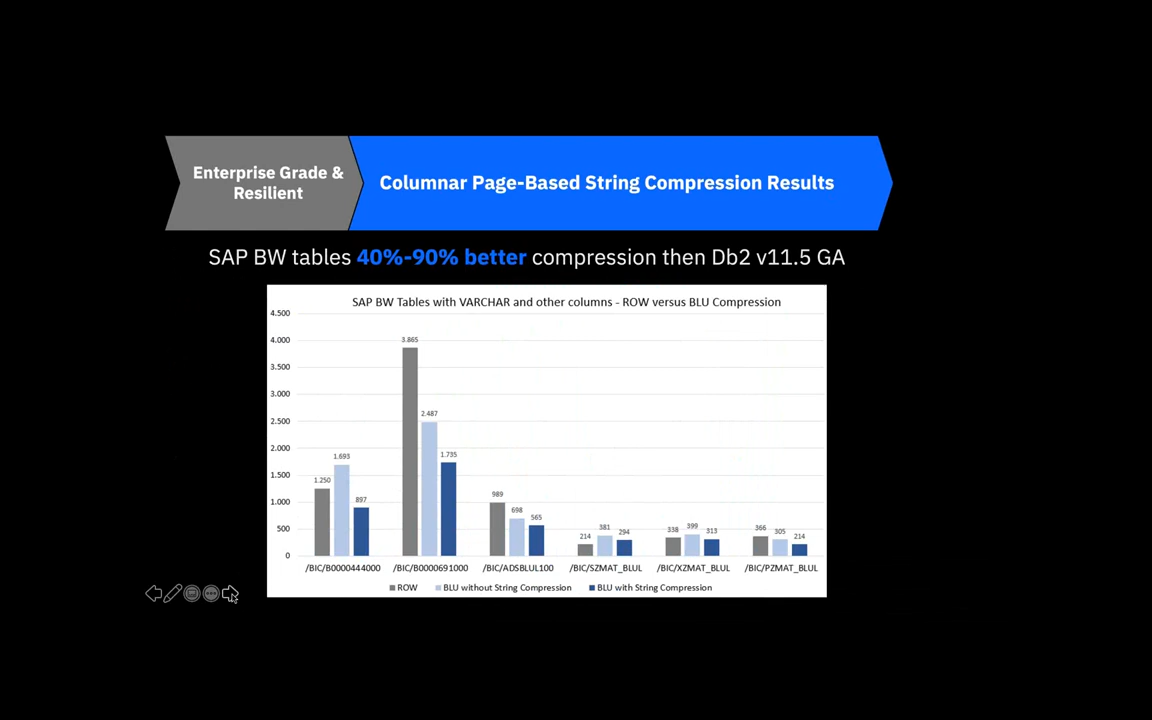 Enterprise Grade &
Resilient
Columnar Page-Based String Compression Results
SAP BW tables 40%-90% better compression then Db2 v11.5 GA
SAP BW Tables with VARCHAR and other columns - ROW versus BLU Compression
4.500
4.000
3.500
3.000
2.500
2.000
1.500
1.000
500
0
1.250
1.693
897
3.865
2.487
1.735
989
698
565
214
381
294
338
399
313
366
305
214
/BIC/B0000444000
/BIC/B0000691000
/BIC/ADSBLUL100
/BIC/SZMAT_BLUL
/BIC/XZMAT_BLUL
/BIC/PZMAT_BLUL
ROW
BLU without String Compression
BLU with String Compression